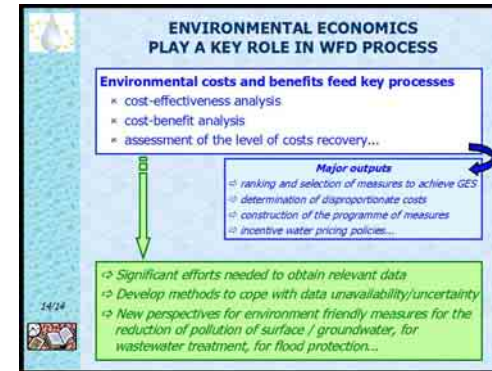 ENVIRONMENTAL ECONOMICS
PLAY A KEY ROLE IN WFD PROCESS
Environmental costs and benefits feed key processes
cost-effectiveness analysis
cost-benefit analysis
assessment of the level of costs recovery...
Major outputs
⇨ ranking and selection of measures to achieve GES
⇨ determination of disproportionate costs
⇨ construction of the programme of measures
⇨ incentive water pricing policies...
⇨ Significant efforts needed to obtain relevant data
⇨ Develop methods to cope with data unavailability/uncertainty
⇨ New perspectives for environment friendly measures for the
reduction of pollution of surface / groundwater, for
wastewater treatment, for flood protection...
14/14